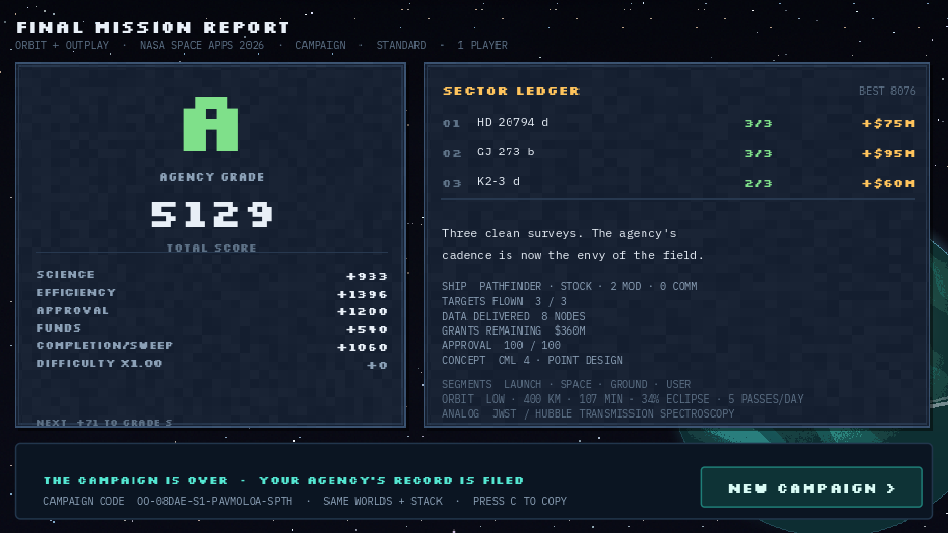 FINAL MISSION REPORT
ORBIT + OUTPLAY · NASA SPACE APPS 2026 · CAMPAIGN · STANDARD · 1 PLAYER
A
AGENCY GRADE
5129
TOTAL SCORE
SCIENCE +933
EFFICIENCY +1396
APPROVAL +1200
FUNDS +540
COMPLETION/SWEEP +1060
DIFFICULTY X1.00 +0
NEXT +71 TO GRADE S
SECTOR LEDGER BEST 8076
01 HD 20794 d 3/3 +$75M
02 GJ 273 b 3/3 +$95M
03 K2-3 d 2/3 +$60M
Three clean surveys. The agency's
cadence is now the envy of the field.
SHIP PATHFINDER · STOCK · 2 MOD · 0 COMM
TARGETS FLOWN 3 / 3
DATA DELIVERED 8 NODES
GRANTS REMAINING $360M
APPROVAL 100 / 100
CONCEPT CML 4 · POINT DESIGN
SEGMENTS LAUNCH · SPACE · GROUND · USER
ORBIT LOW · 400 KM · 107 MIN · 34% ECLIPSE · 5 PASSES/DAY
ANALOG JWST / HUBBLE TRANSMISSION SPECTROSCOPY
THE CAMPAIGN IS OVER · YOUR AGENCY'S RECORD IS FILED
CAMPAIGN CODE OO-08DAE-S1-PAVMOLOA-SPTH · SAME WORLDS + STACK · PRESS C TO COPY
NEW CAMPAIGN >